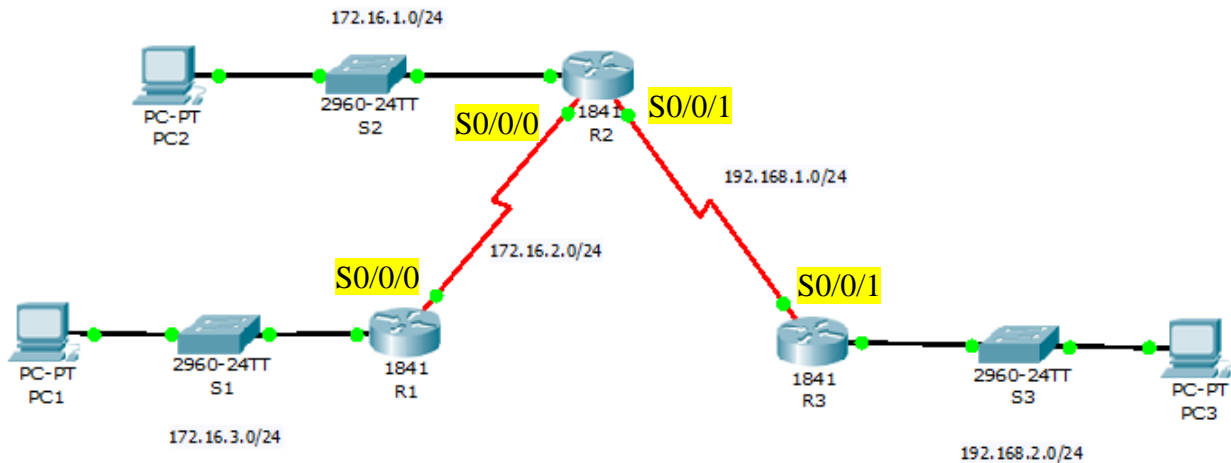 172.16.1.0/24
PC-PT
PC2
2960-24TT
S2
1841
R2
S0/0/0
S0/0/1
192.168.1.0/24
172.16.2.0/24
S0/0/0
S0/0/1
PC-PT
PC1
2960-24TT
S1
1841
R1
1841
R3
2960-24TT
S3
PC-PT
PC3
172.16.3.0/24
192.168.2.0/24